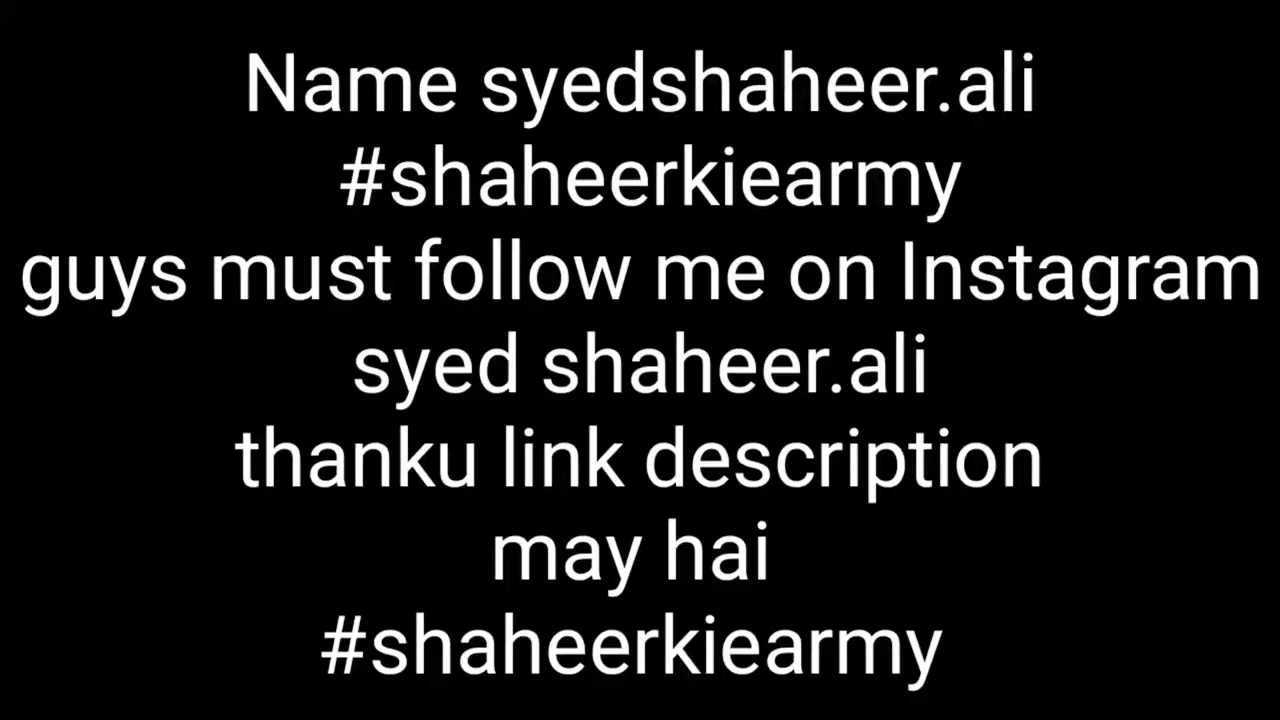 Name syedshaheer.ali
#shaheerkiearmy
guys must follow me on Instagram
syed shaheer.ali
thanku link description
may hai
#shaheerkiearmy